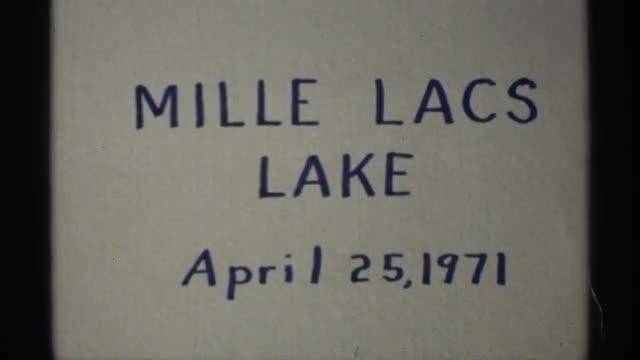 MILLE LACS
LAKE
April 25, 1971